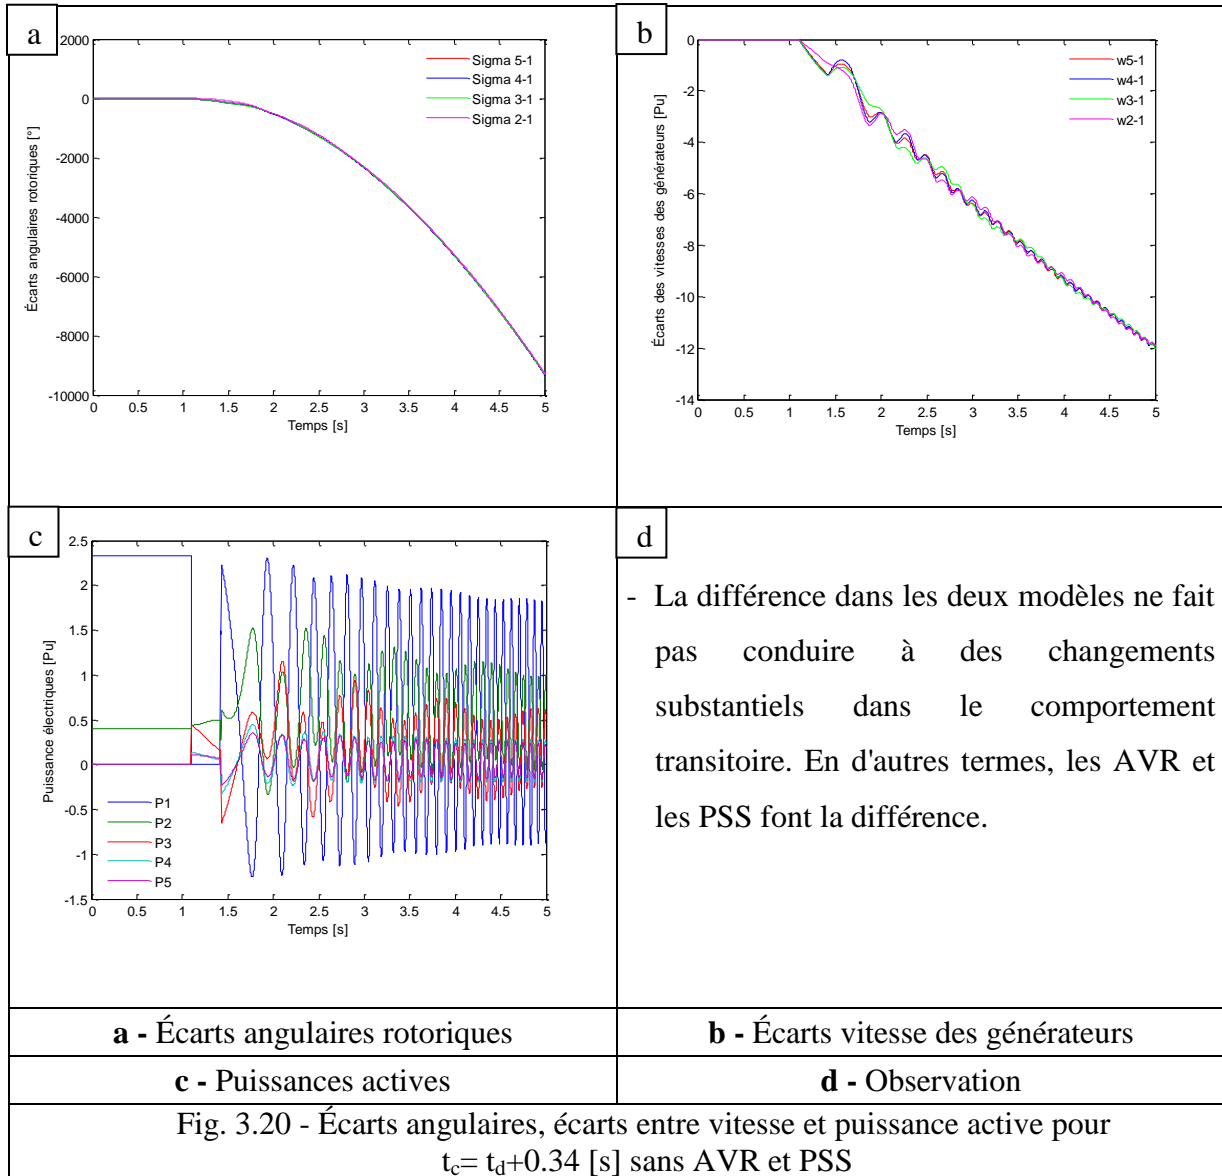 a
2000
0
-2000
-4000
-6000
-8000
-10000
0 0.5 1 1.5 2 2.5 3 3.5 4 4.5 5
Écarts angulaires rotoriques [°]
Temps [s]
Sigma 5-1
Sigma 4-1
Sigma 3-1
Sigma 2-1
b
0
-2
-4
-6
-8
-10
-12
-14
0 0.5 1 1.5 2 2.5 3 3.5 4 4.5 5
Écarts des vitesses des générateurs [Pu]
Temps [s]
w5-1
w4-1
w3-1
w2-1
c
2.5
2
1.5
1
0.5
0
-0.5
-1
-1.5
0 0.5 1 1.5 2 2.5 3 3.5 4 4.5 5
Puissance électriques [Pu]
Temps [s]
P1
P2
P3
P4
P5
d
- La différence dans les deux modèles ne fait
pas conduire à des changements
substantiels dans le comportement
transitoire. En d'autres termes, les AVR et
les PSS font la différence.
a - Écarts angulaires rotoriques
b - Écarts vitesse des générateurs
c - Puissances actives
d - Observation
Fig. 3.20 - Écarts angulaires, écarts entre vitesse et puissance active pour
tc= td+0.34 [s] sans AVR et PSS